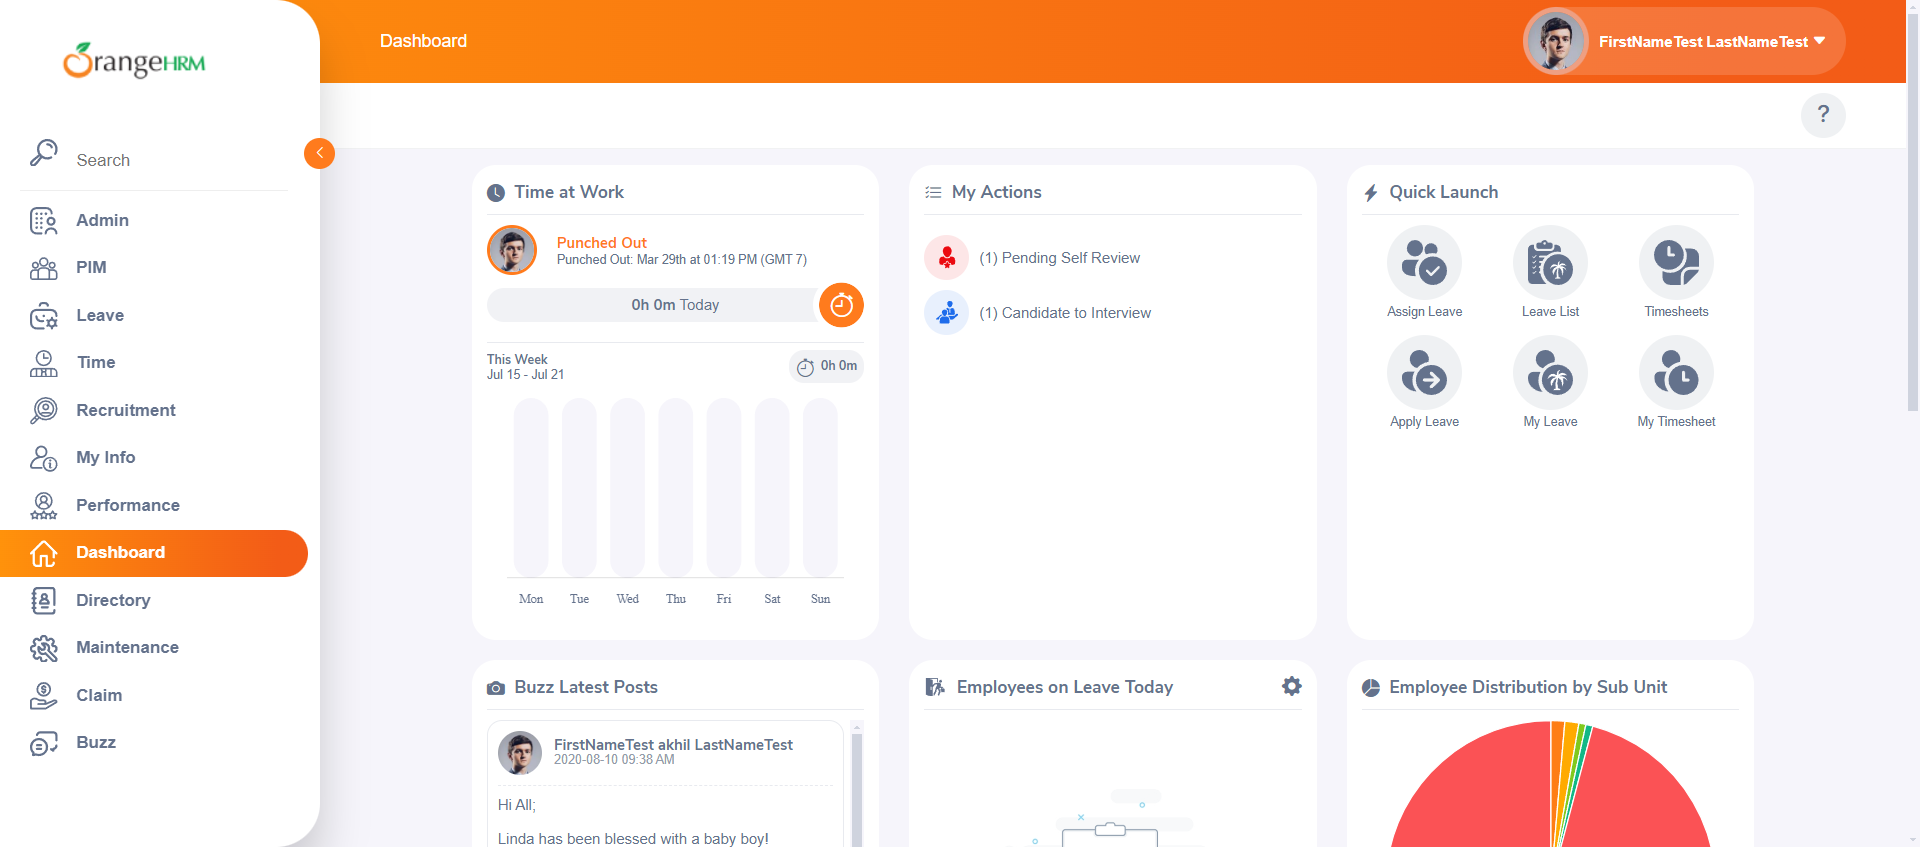 OrangeHRM
Dashboard
FirstNameTest LastNameTest
?
Search
Admin
PIM
Leave
Time
Recruitment
My Info
Performance
Dashboard
Directory
Maintenance
Claim
Buzz
Time at Work
Punched Out
Punched Out: Mar 29th at 01:19 PM (GMT 7)
0h 0m Today
This Week
Jul 15 - Jul 21
0h 0m
Mon Tue Wed Thu Fri Sat Sun
My Actions
(1) Pending Self Review
(1) Candidate to Interview
Quick Launch
Assign Leave
Leave List
Timesheets
Apply Leave
My Leave
My Timesheet
Buzz Latest Posts
FirstNameTest akhil LastNameTest
2020-08-10 09:38 AM
Hi All;
Linda has been blessed with a baby boy!
Employees on Leave Today
Employee Distribution by Sub Unit